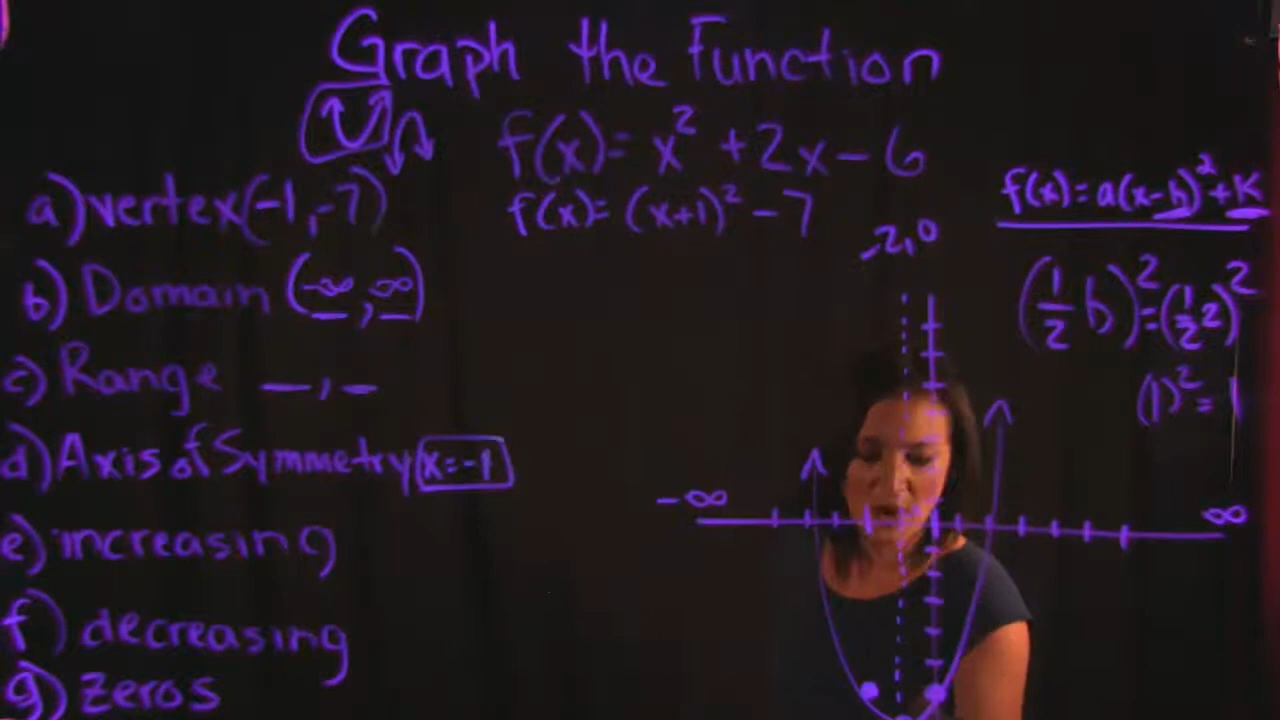 Graph the Function
f(x)= x² +2x-6
f(x)= (x+1)² -7
a) vertex(-1,-7)
b) Domain (-∞,∞)
c) Range —,—
d) Axis of Symmetry x=-1
e) increasing
f) decreasing
g) zeros
-2,0
-∞
∞
f(x)= a(x-h)²+K
(1/2 b)²=(1/2 2)²
(1)² = 1